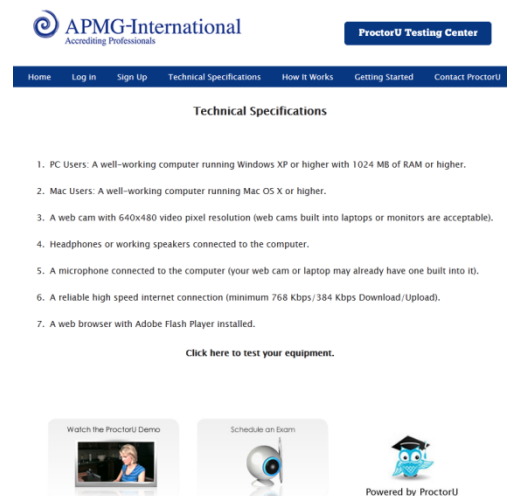 APMG-International
Accrediting Professionals
ProctorU Testing Center
Home Log in Sign Up Technical Specifications How It Works Getting Started Contact ProctorU
Technical Specifications
1. PC Users: A well-working computer running Windows XP or higher with 1024 MB of RAM or higher.
2. Mac Users: A well-working computer running Mac OS X or higher.
3. A web cam with 640x480 video pixel resolution (web cams built into laptops or monitors are acceptable).
4. Headphones or working speakers connected to the computer.
5. A microphone connected to the computer (your web cam or laptop may already have one built into it).
6. A reliable high speed internet connection (minimum 768 Kbps/384 Kbps Download/Upload).
7. A web browser with Adobe Flash Player installed.
Click here to test your equipment.
Watch the ProctorU Demo
Schedule an Exam
Powered by ProctorU